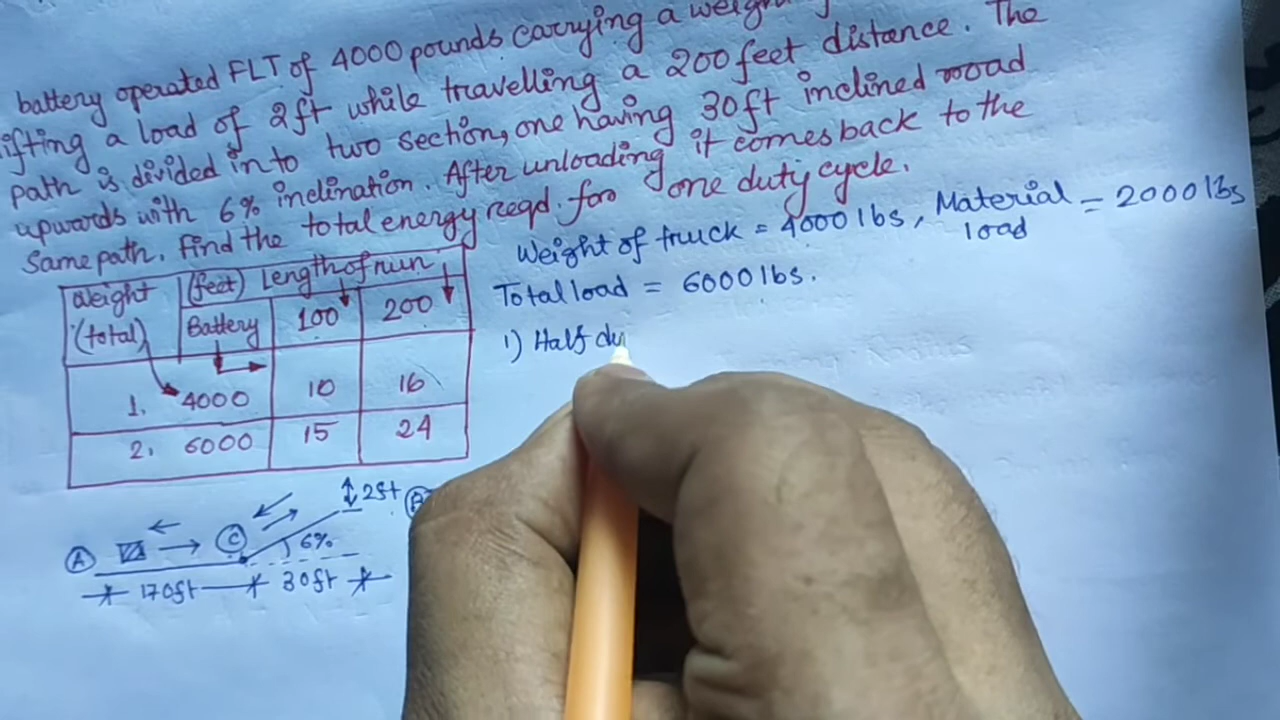 battery operated FLT of 4000 pounds carrying a
lifting a load of 2ft while travelling a 200 feet distance. The
path is divided in to two section, one having 30ft inclined road
upwards with 6% inclination. After unloading it comes back to the
Same path. Find the total energy reqd. for one duty cycle.
Weight of truck = 4000 lbs, Material load = 2000 lbs
Total load = 6000 lbs.
1) Half du
Weight (total) (feet) Length of run
Battery 100 200
1. 4000 10 16
2. 6000 15 24
2ft
A C 6%
170ft 30ft